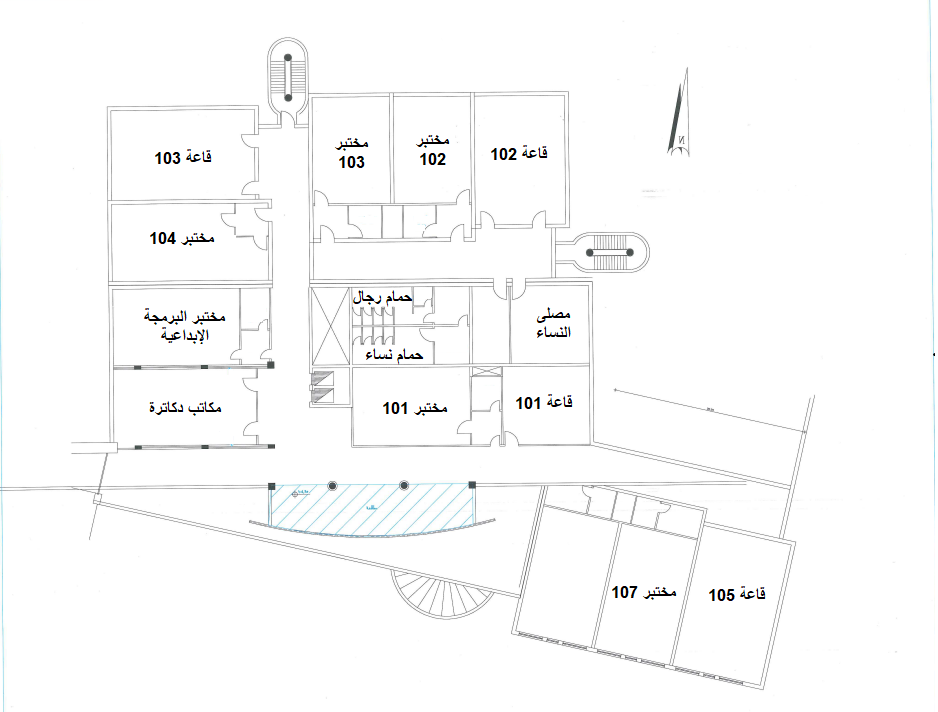 قاعة 103
مختبر
103
مختبر
102
قاعة 102
N
مختبر 104
حمام رجال
مصلى
النساء
مختبر البرمجة
الإبداعية
حمام نساء
مكاتب دكاترة
مختبر 101
قاعة 101
مختبر 107
قاعة 105